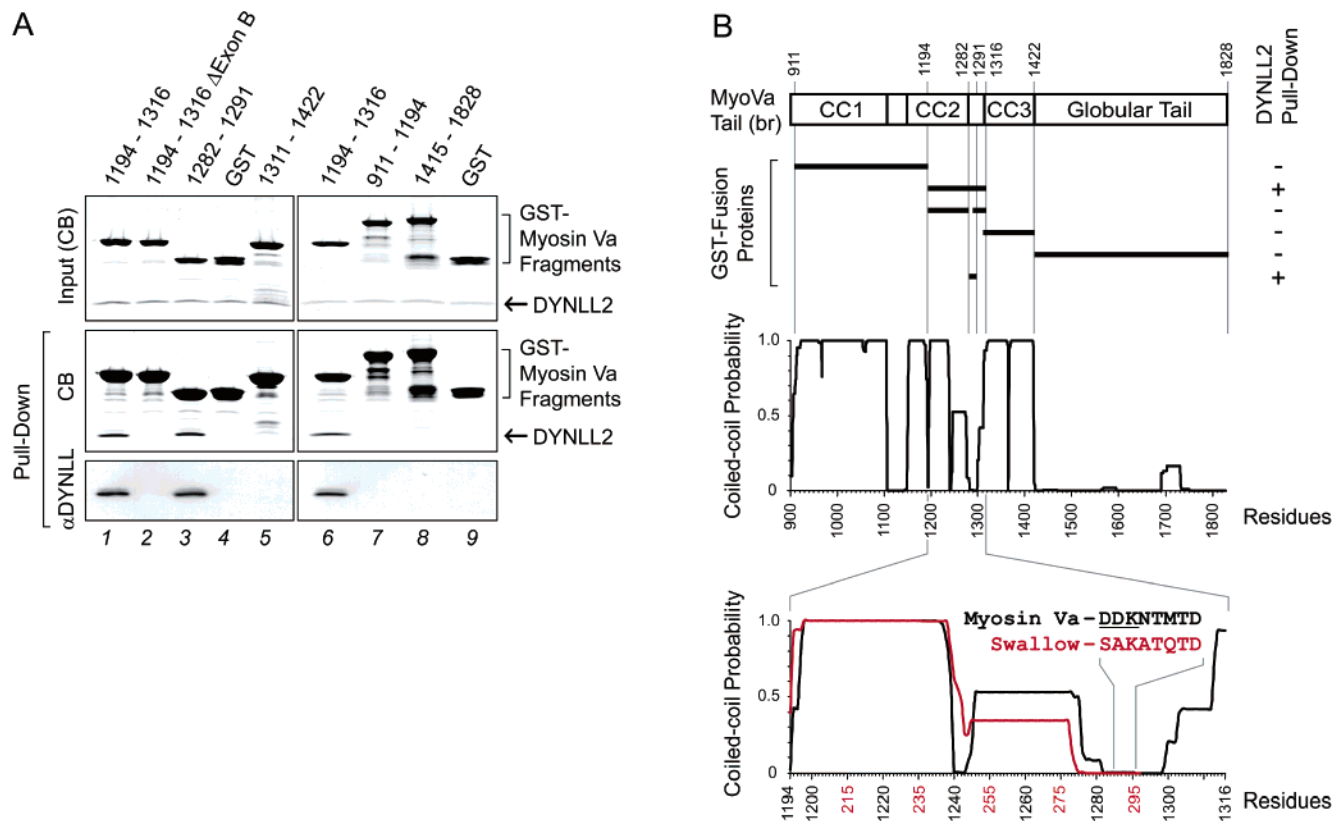 A
1194 - 1316
1194 - 1316 ΔExon B
1282 - 1291
GST
1311 - 1422
1194 - 1316
911 - 1194
1415 - 1828
GST
Input (CB)
GST-
Myosin Va
Fragments
← DYNLL2
Pull-Down
CB
GST-
Myosin Va
Fragments
← DYNLL2
αDYNLL
1 2 3 4 5 6 7 8 9
B
911 1194 1282 1291 1316 1422 1828
DYNLL2
Pull-Down
MyoVa
Tail (br)
CC1 CC2 CC3 Globular Tail
GST-Fusion
Proteins
-
+
-
-
-
+
Coiled-coil Probability
1.0
0.5
0
900 1000 1100 1200 1300 1400 1500 1600 1700 1800
Residues
Coiled-coil Probability
1.0
0.5
0
Myosin Va-DDKNTMTD
Swallow-SAKATQTD
1194 1200 215 1220 235 1240 255 1260 275 1280 295 1300 1316
Residues